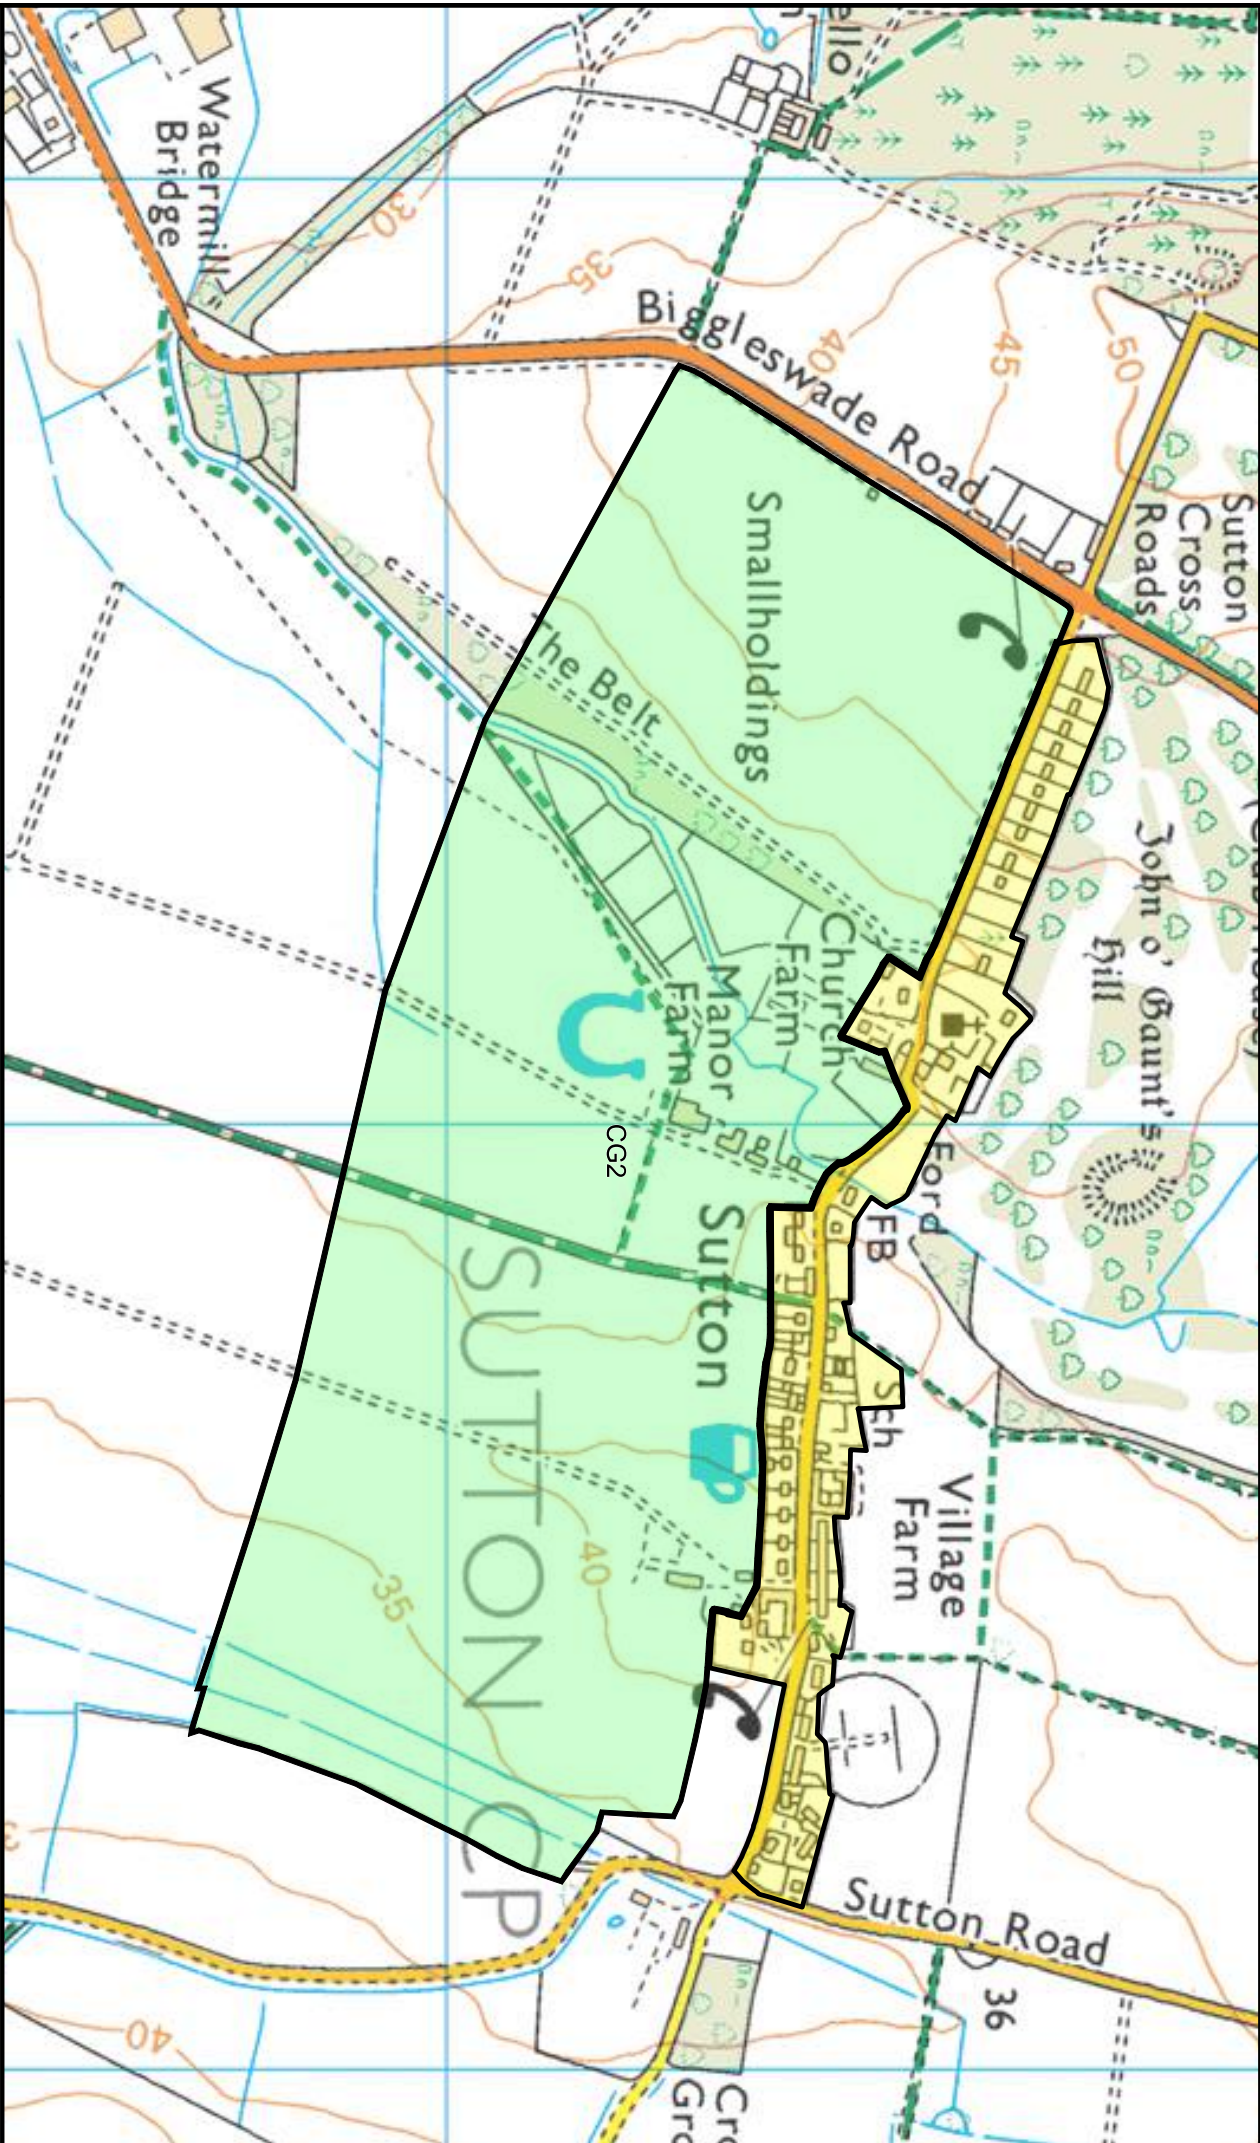 Watermill
Bridge
30
35
Biggleswade Road
40
45
50
Sutton
Cross
Roads
Smallholdings
The Belt
John o' Gaunt's
Hill
Church
Farm
Manor
Farm
CG2
Ford
FB
Sutton
SUTTON CP
Sch
Village
Farm
40
35
H
Sutton Road
36
40